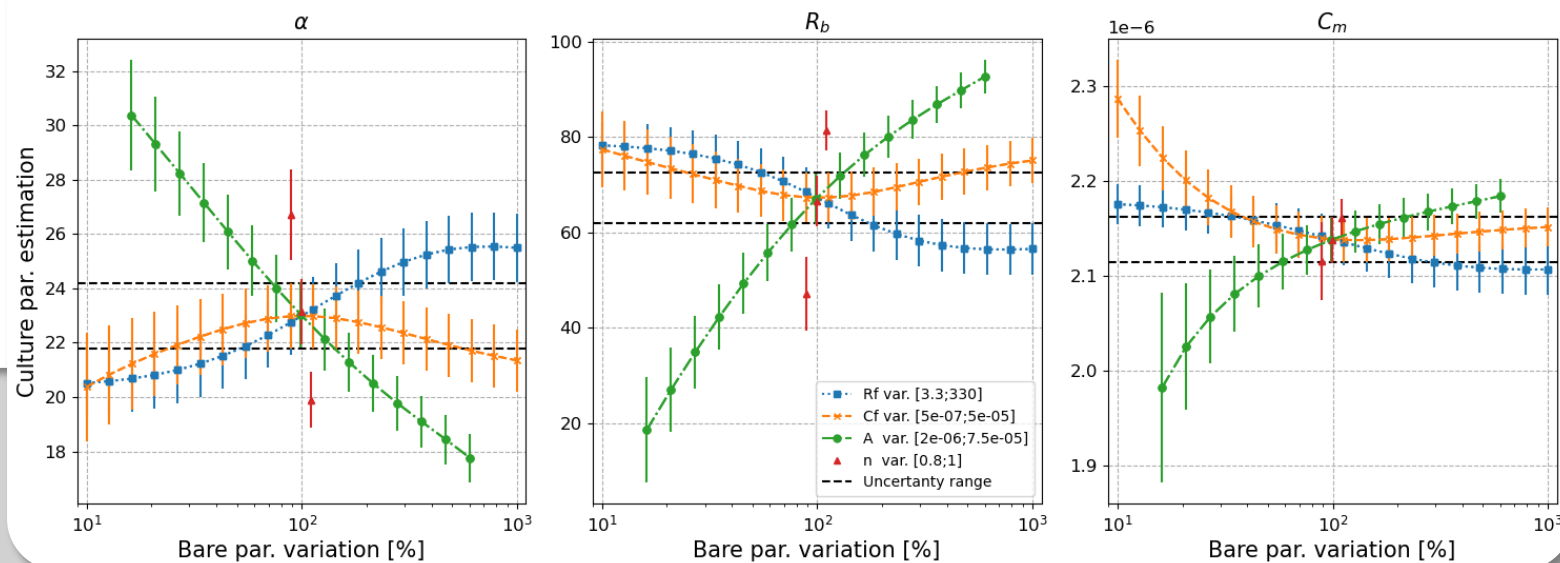 α
32
30
28
26
24
22
20
18
Culture par. estimation
10¹
10²
10³
Bare par. variation [%]
R_b
100
80
60
40
20
Rf var. [3.3;330]
Cf var. [5e-07;5e-05]
A var. [2e-06;7.5e-05]
n var. [0.8;1]
Uncertanty range
10¹
10²
10³
Bare par. variation [%]
C_m
1e−6
2.3
2.2
2.1
2.0
1.9
10¹
10²
10³
Bare par. variation [%]